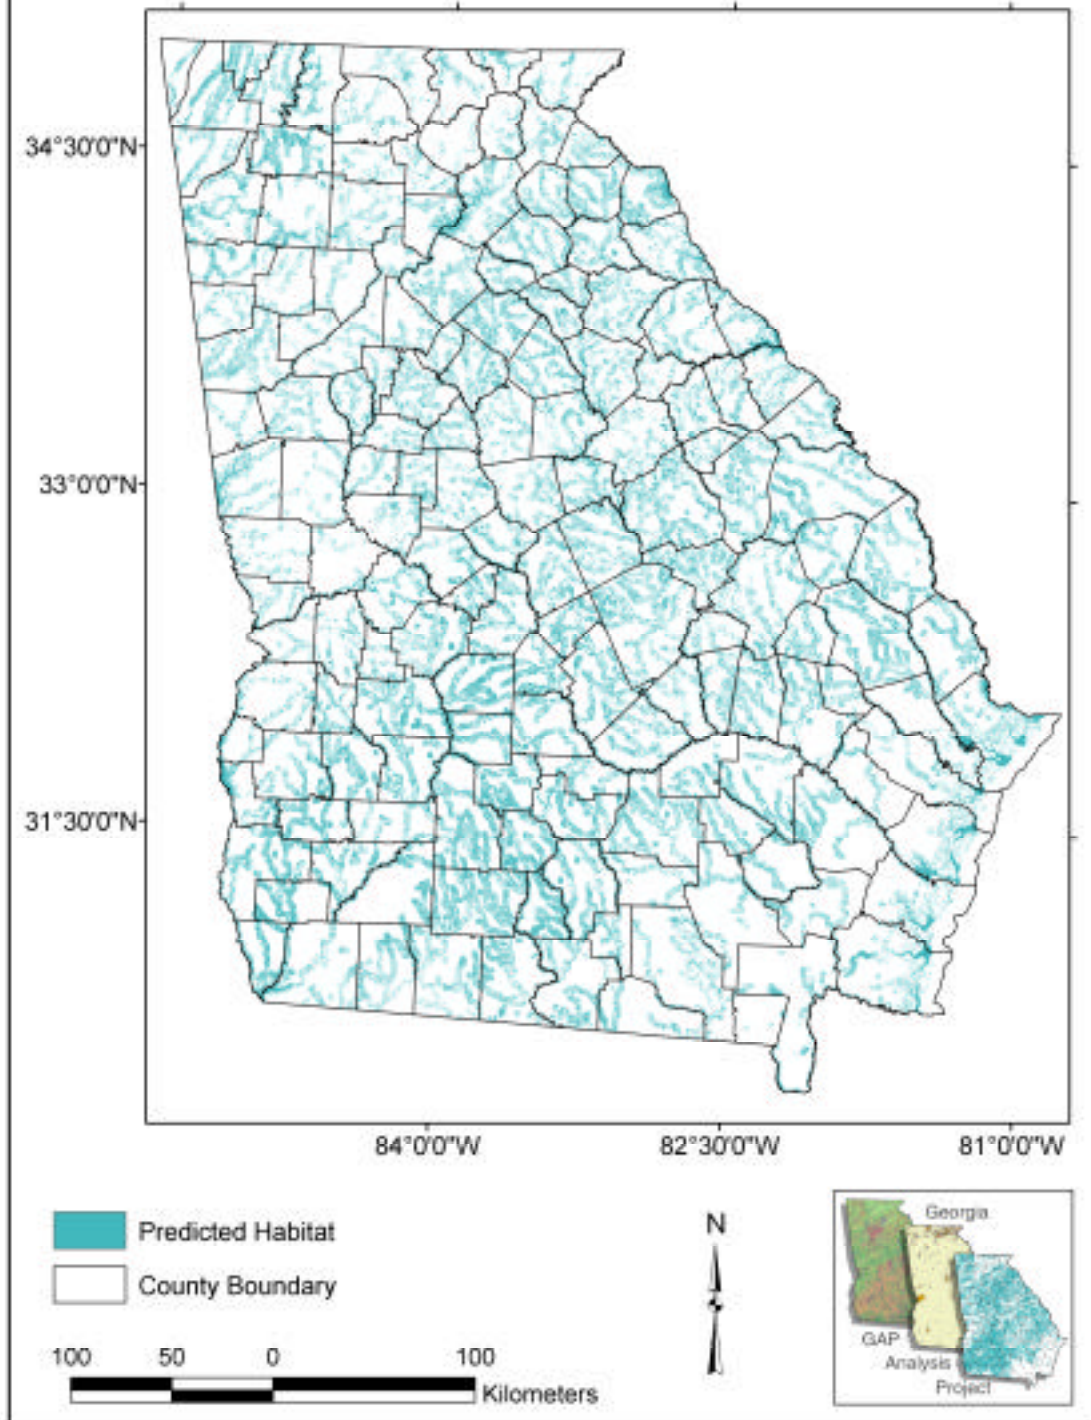 34°30'0"N
33°0'0"N
31°30'0"N
84°0'0"W 82°30'0"W 81°0'0"W
Predicted Habitat
County Boundary
N
100 50 0 100
Kilometers
Georgia
GAP
Analysis
Project